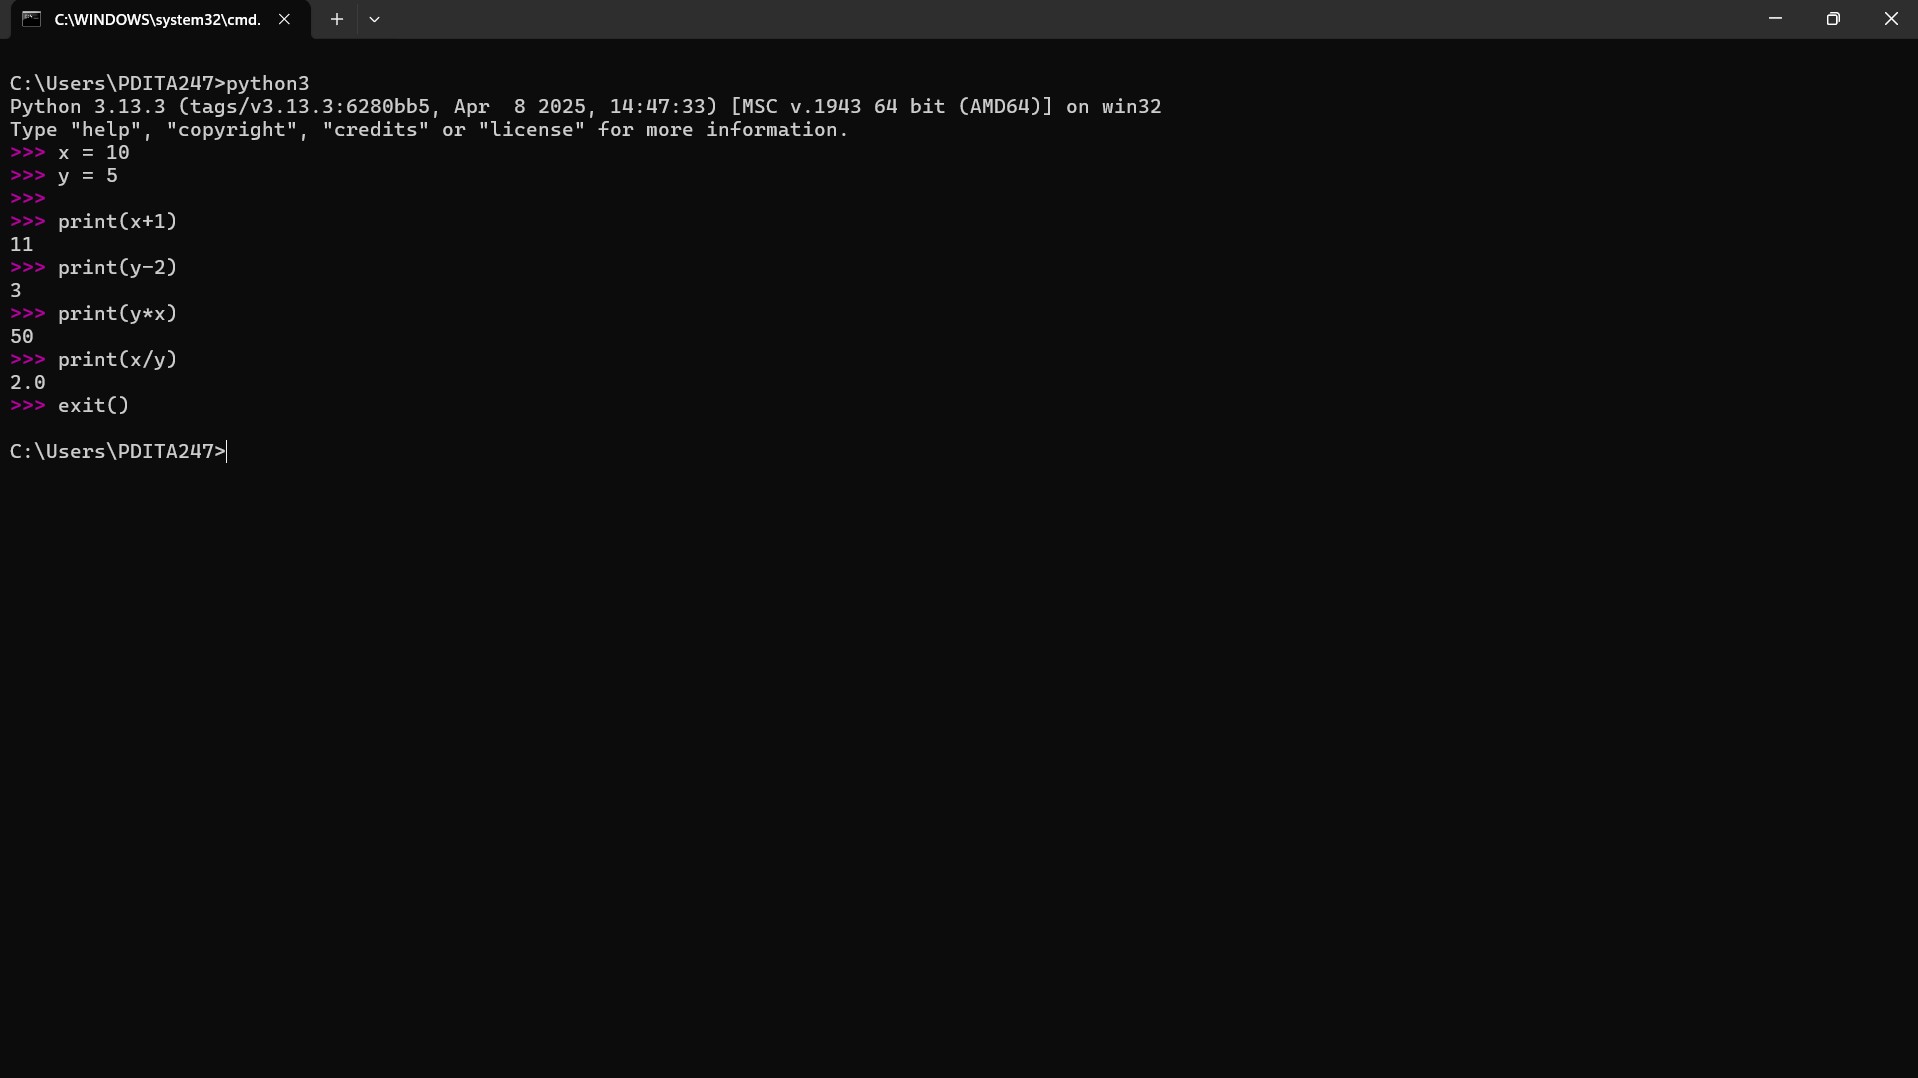 C:\WINDOWS\system32\cmd.
C:\Users\PDITA247>python3
Python 3.13.3 (tags/v3.13.3:6280bb5, Apr  8 2025, 14:47:33) [MSC v.1943 64 bit (AMD64)] on win32
Type "help", "copyright", "credits" or "license" for more information.
>>> x = 10
>>> y = 5
>>>
>>> print(x+1)
11
>>> print(y-2)
3
>>> print(y*x)
50
>>> print(x/y)
2.0
>>> exit()
C:\Users\PDITA247>